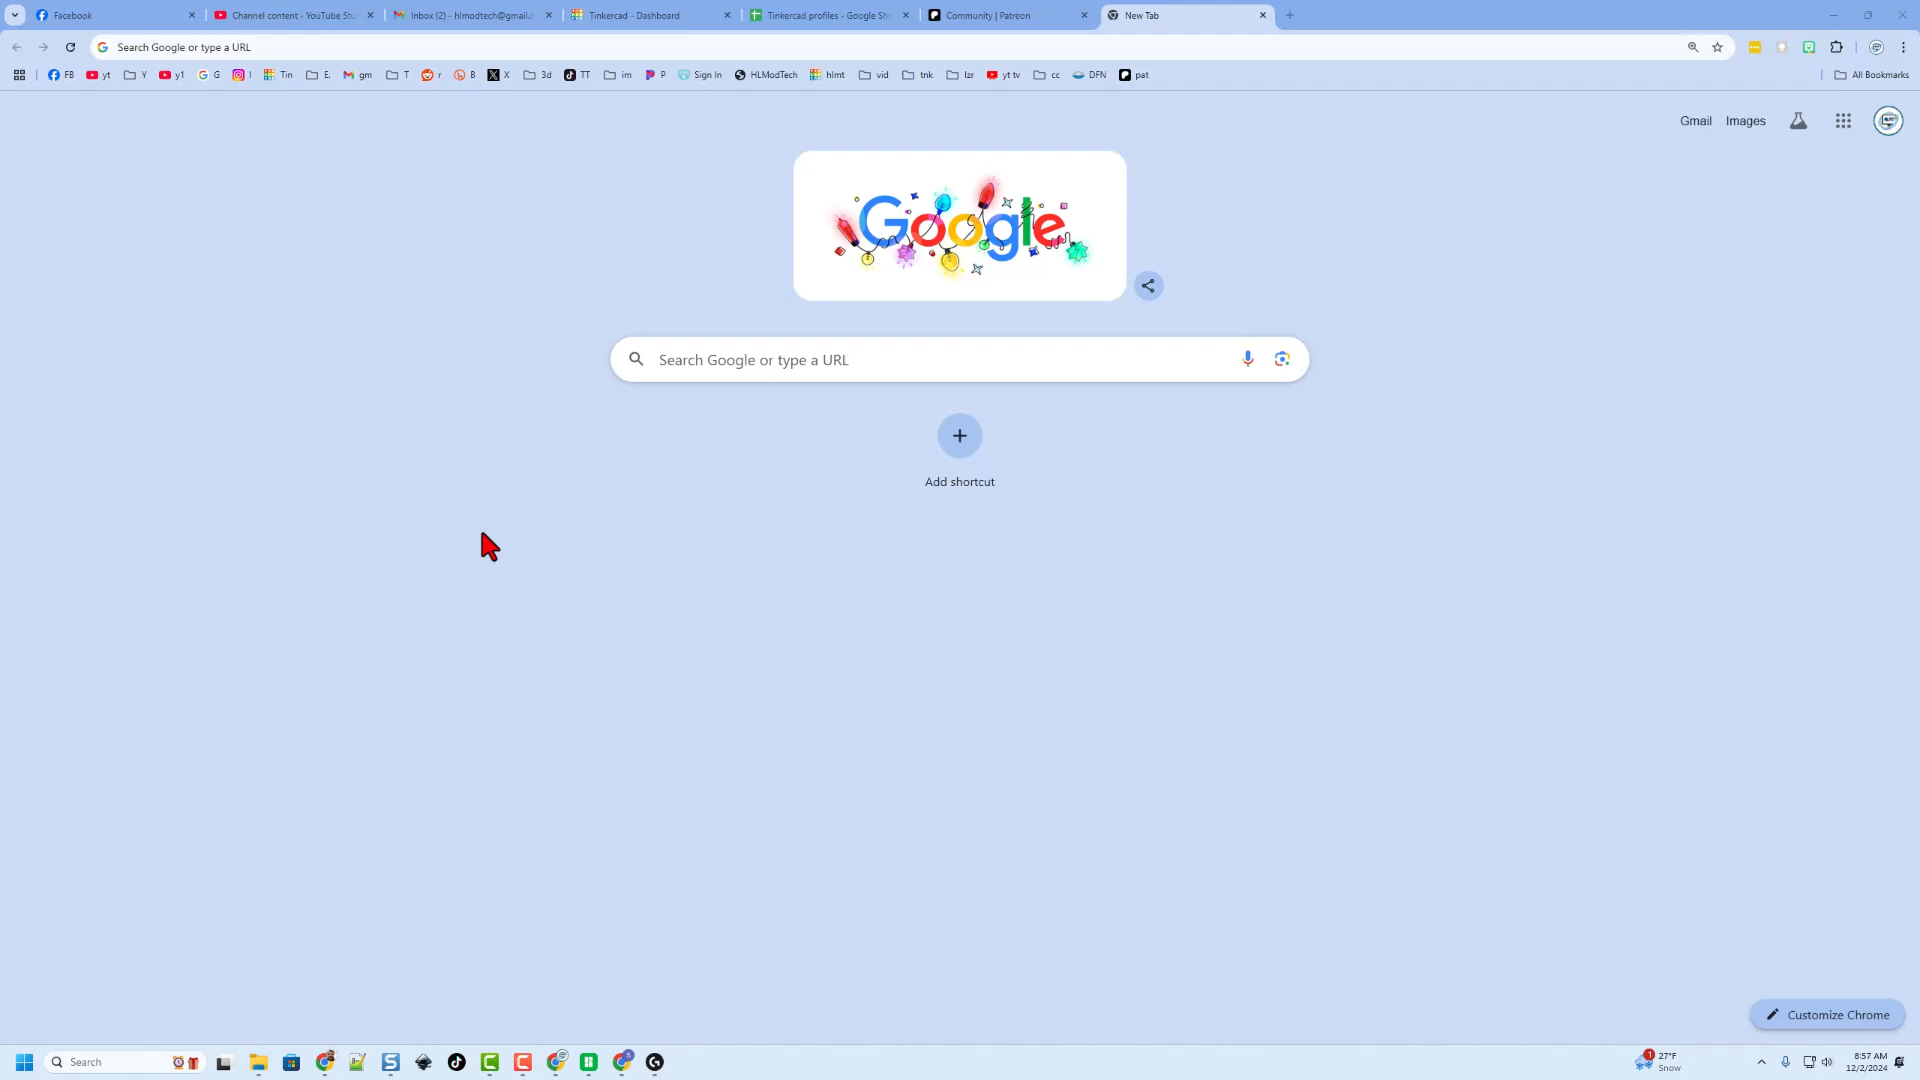 Facebook
Channel content - YouTube Stu
Inbox (2) - hlmodtech@gmail.c
Tinkercad - Dashboard
Tinkercad profiles - Google She
Community | Patreon
New Tab
Search Google or type a URL
FB
yt
Y
y1
G
I
Tin
E.
gm
T
r
B
X
3d
TT
im
P
Sign In
HLModTech
hlmt
vid
tnk
lzr
yt tv
cc
DFN
pat
All Bookmarks
Gmail
Images
Google
Search Google or type a URL
Add shortcut
Customize Chrome
Search
1
27°F
Snow
8:57 AM
12/2/2024